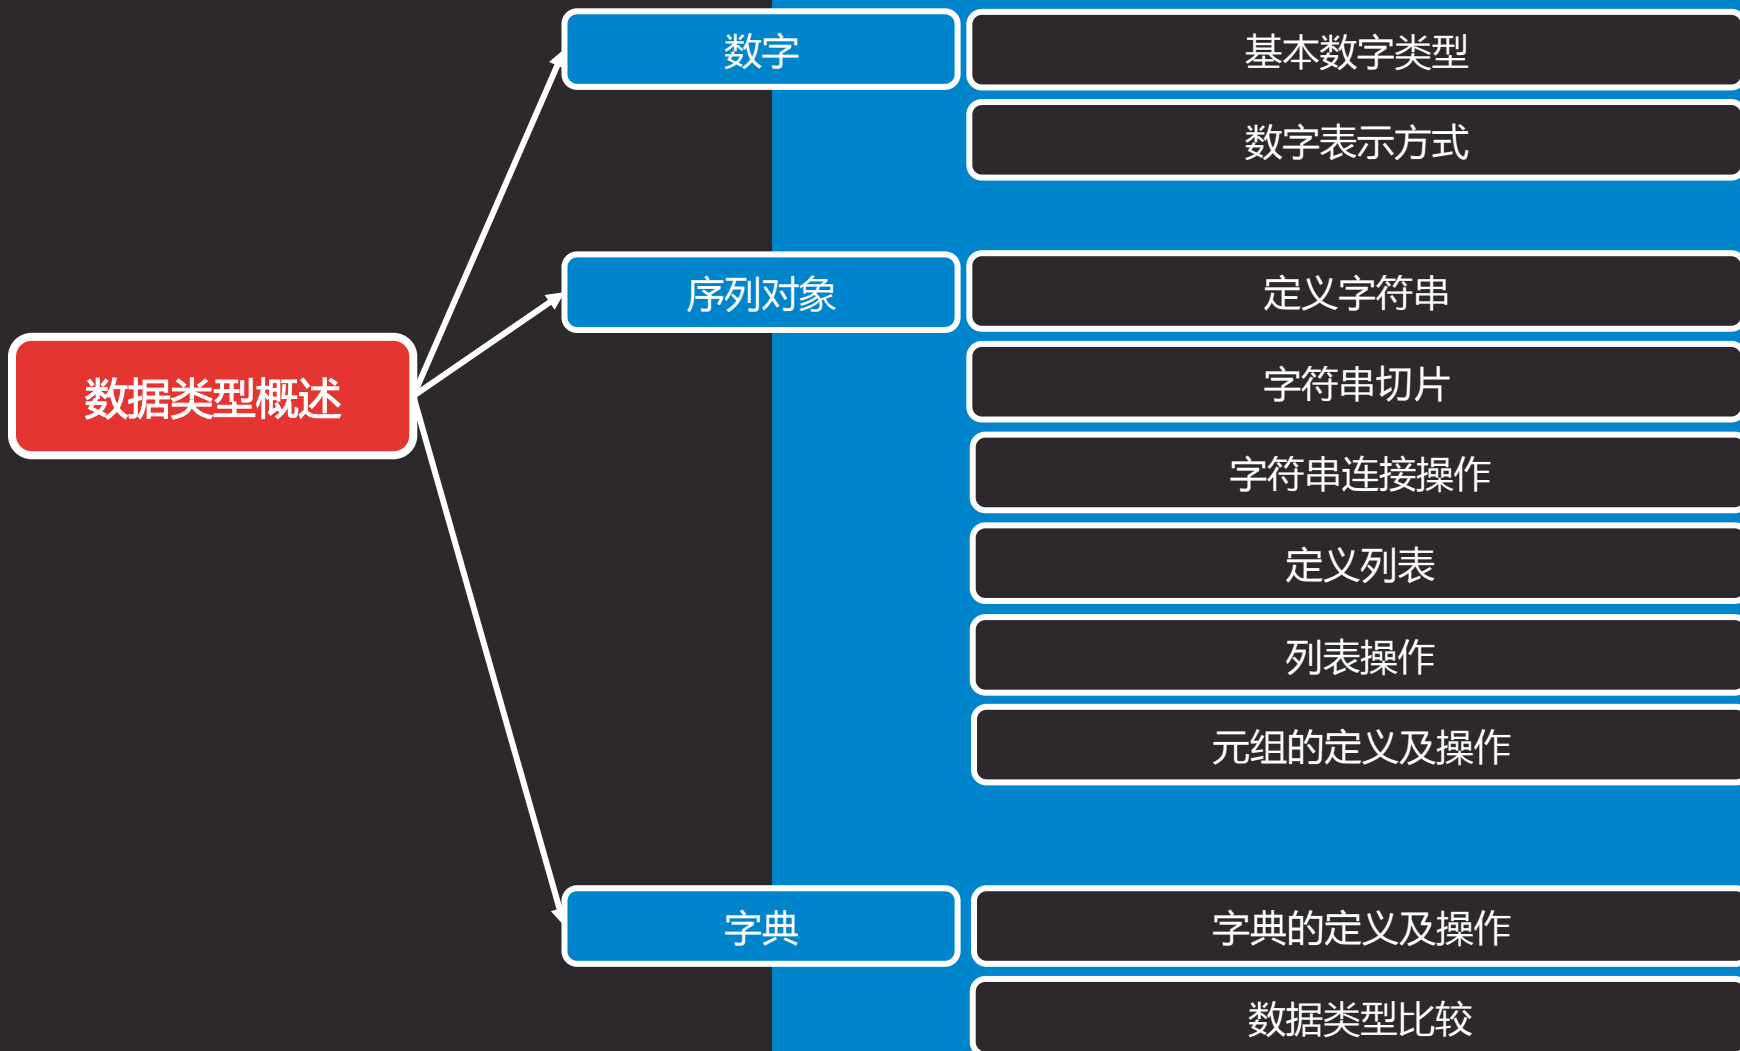 数据类型概述
数字
基本数字类型
数字表示方式
序列对象
定义字符串
字符串切片
字符串连接操作
定义列表
列表操作
元组的定义及操作
字典
字典的定义及操作
数据类型比较